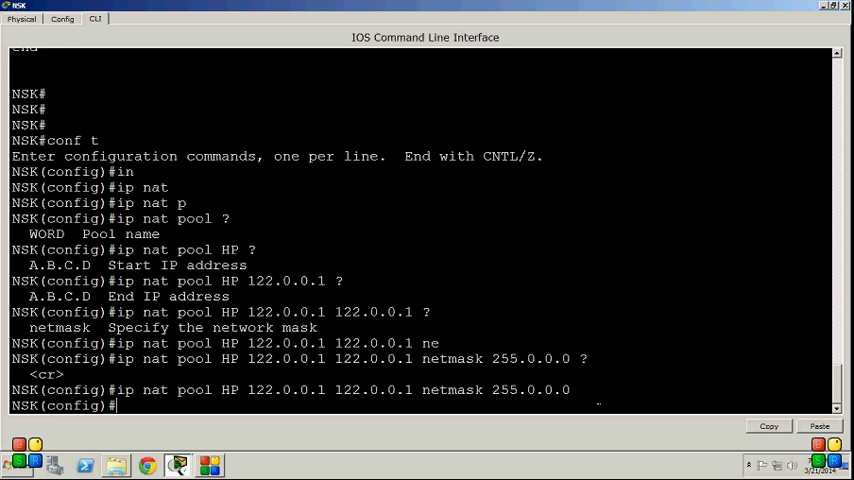 NSK
Physical Config CLI
IOS Command Line Interface
end
NSK#
NSK#
NSK#
NSK#conf t
Enter configuration commands, one per line.  End with CNTL/Z.
NSK(config)#in
NSK(config)#ip nat
NSK(config)#ip nat p
NSK(config)#ip nat pool ?
  WORD  Pool name
NSK(config)#ip nat pool HP ?
  A.B.C.D  Start IP address
NSK(config)#ip nat pool HP 122.0.0.1 ?
  A.B.C.D  End IP address
NSK(config)#ip nat pool HP 122.0.0.1 122.0.0.1 ?
  netmask  Specify the network mask
NSK(config)#ip nat pool HP 122.0.0.1 122.0.0.1 ne
NSK(config)#ip nat pool HP 122.0.0.1 122.0.0.1 netmask 255.0.0.0 ?
  <cr>
NSK(config)#ip nat pool HP 122.0.0.1 122.0.0.1 netmask 255.0.0.0
NSK(config)#
Copy Paste
3/21/2014